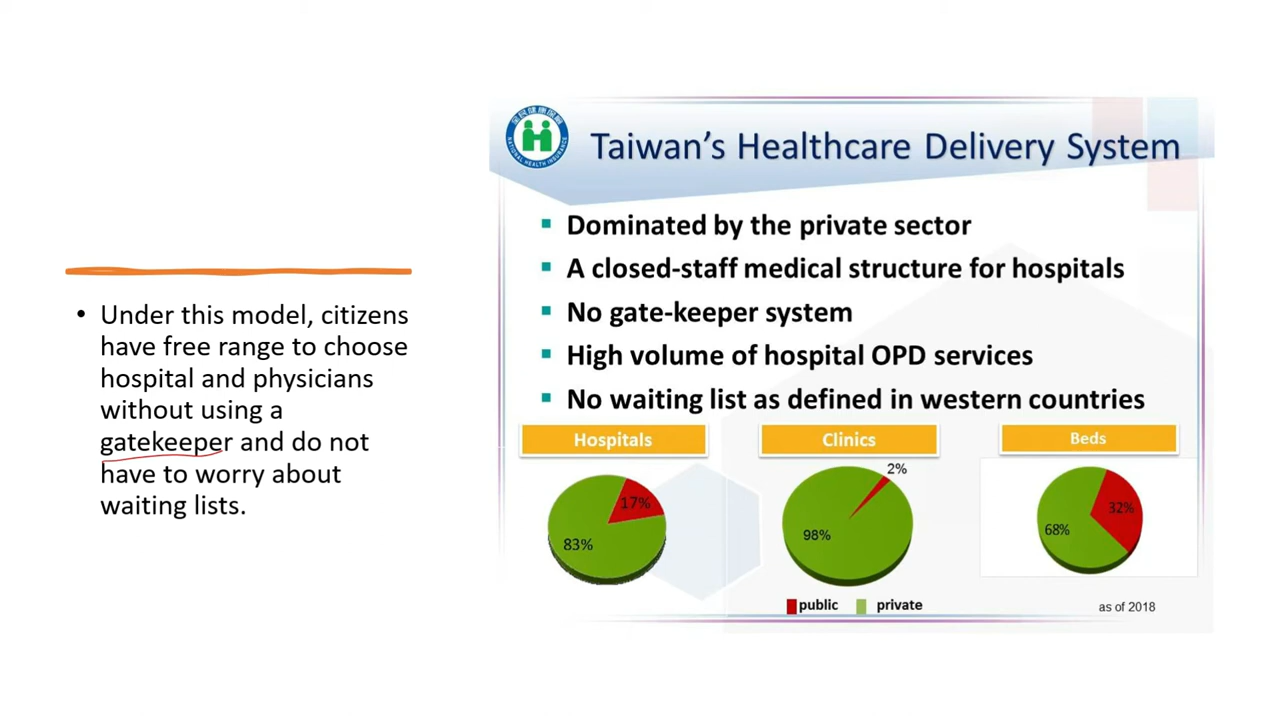 Under this model, citizens
have free range to choose
hospital and physicians
without using a
gatekeeper and do not
have to worry about
waiting lists.
NATIONAL HEALTH INSURANCE
Taiwan's Healthcare Delivery System
Dominated by the private sector
A closed-staff medical structure for hospitals
No gate-keeper system
High volume of hospital OPD services
No waiting list as defined in western countries
Hospitals
Clinics
Beds
17%
83%
2%
98%
32%
68%
public
private
as of 2018